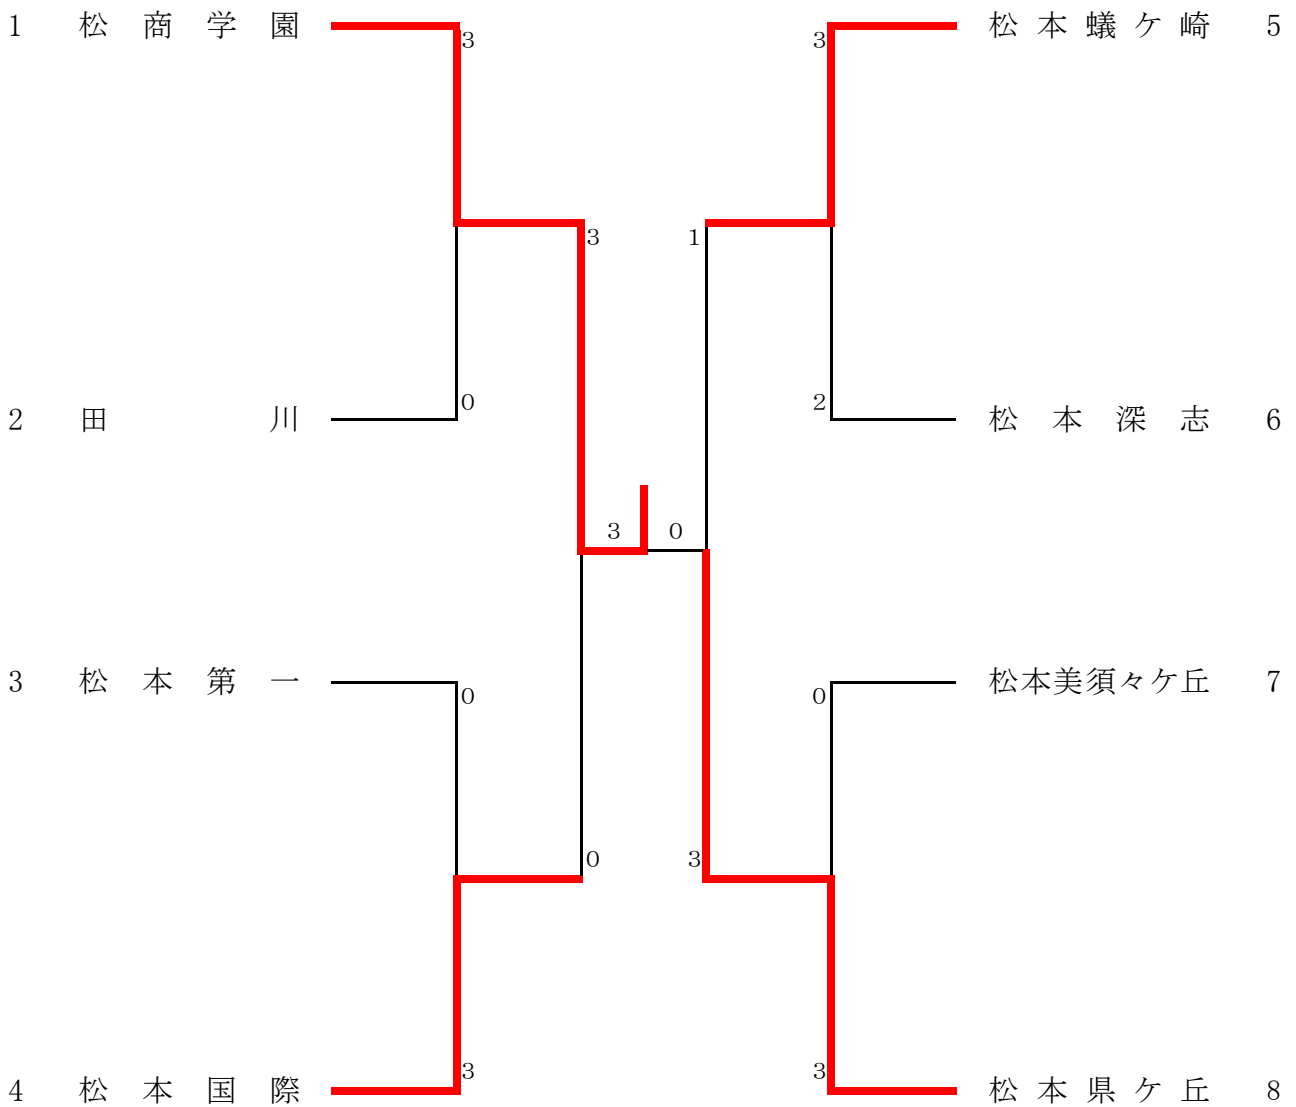 1 松商学園 3 3 松本蟻ケ崎 5
3 1
2 田川 0 2 松本深志 6
3 0
3 松本第一 0 0 松本美須々ケ丘 7
0 3
4 松本国際 3 3 松本県ケ丘 8